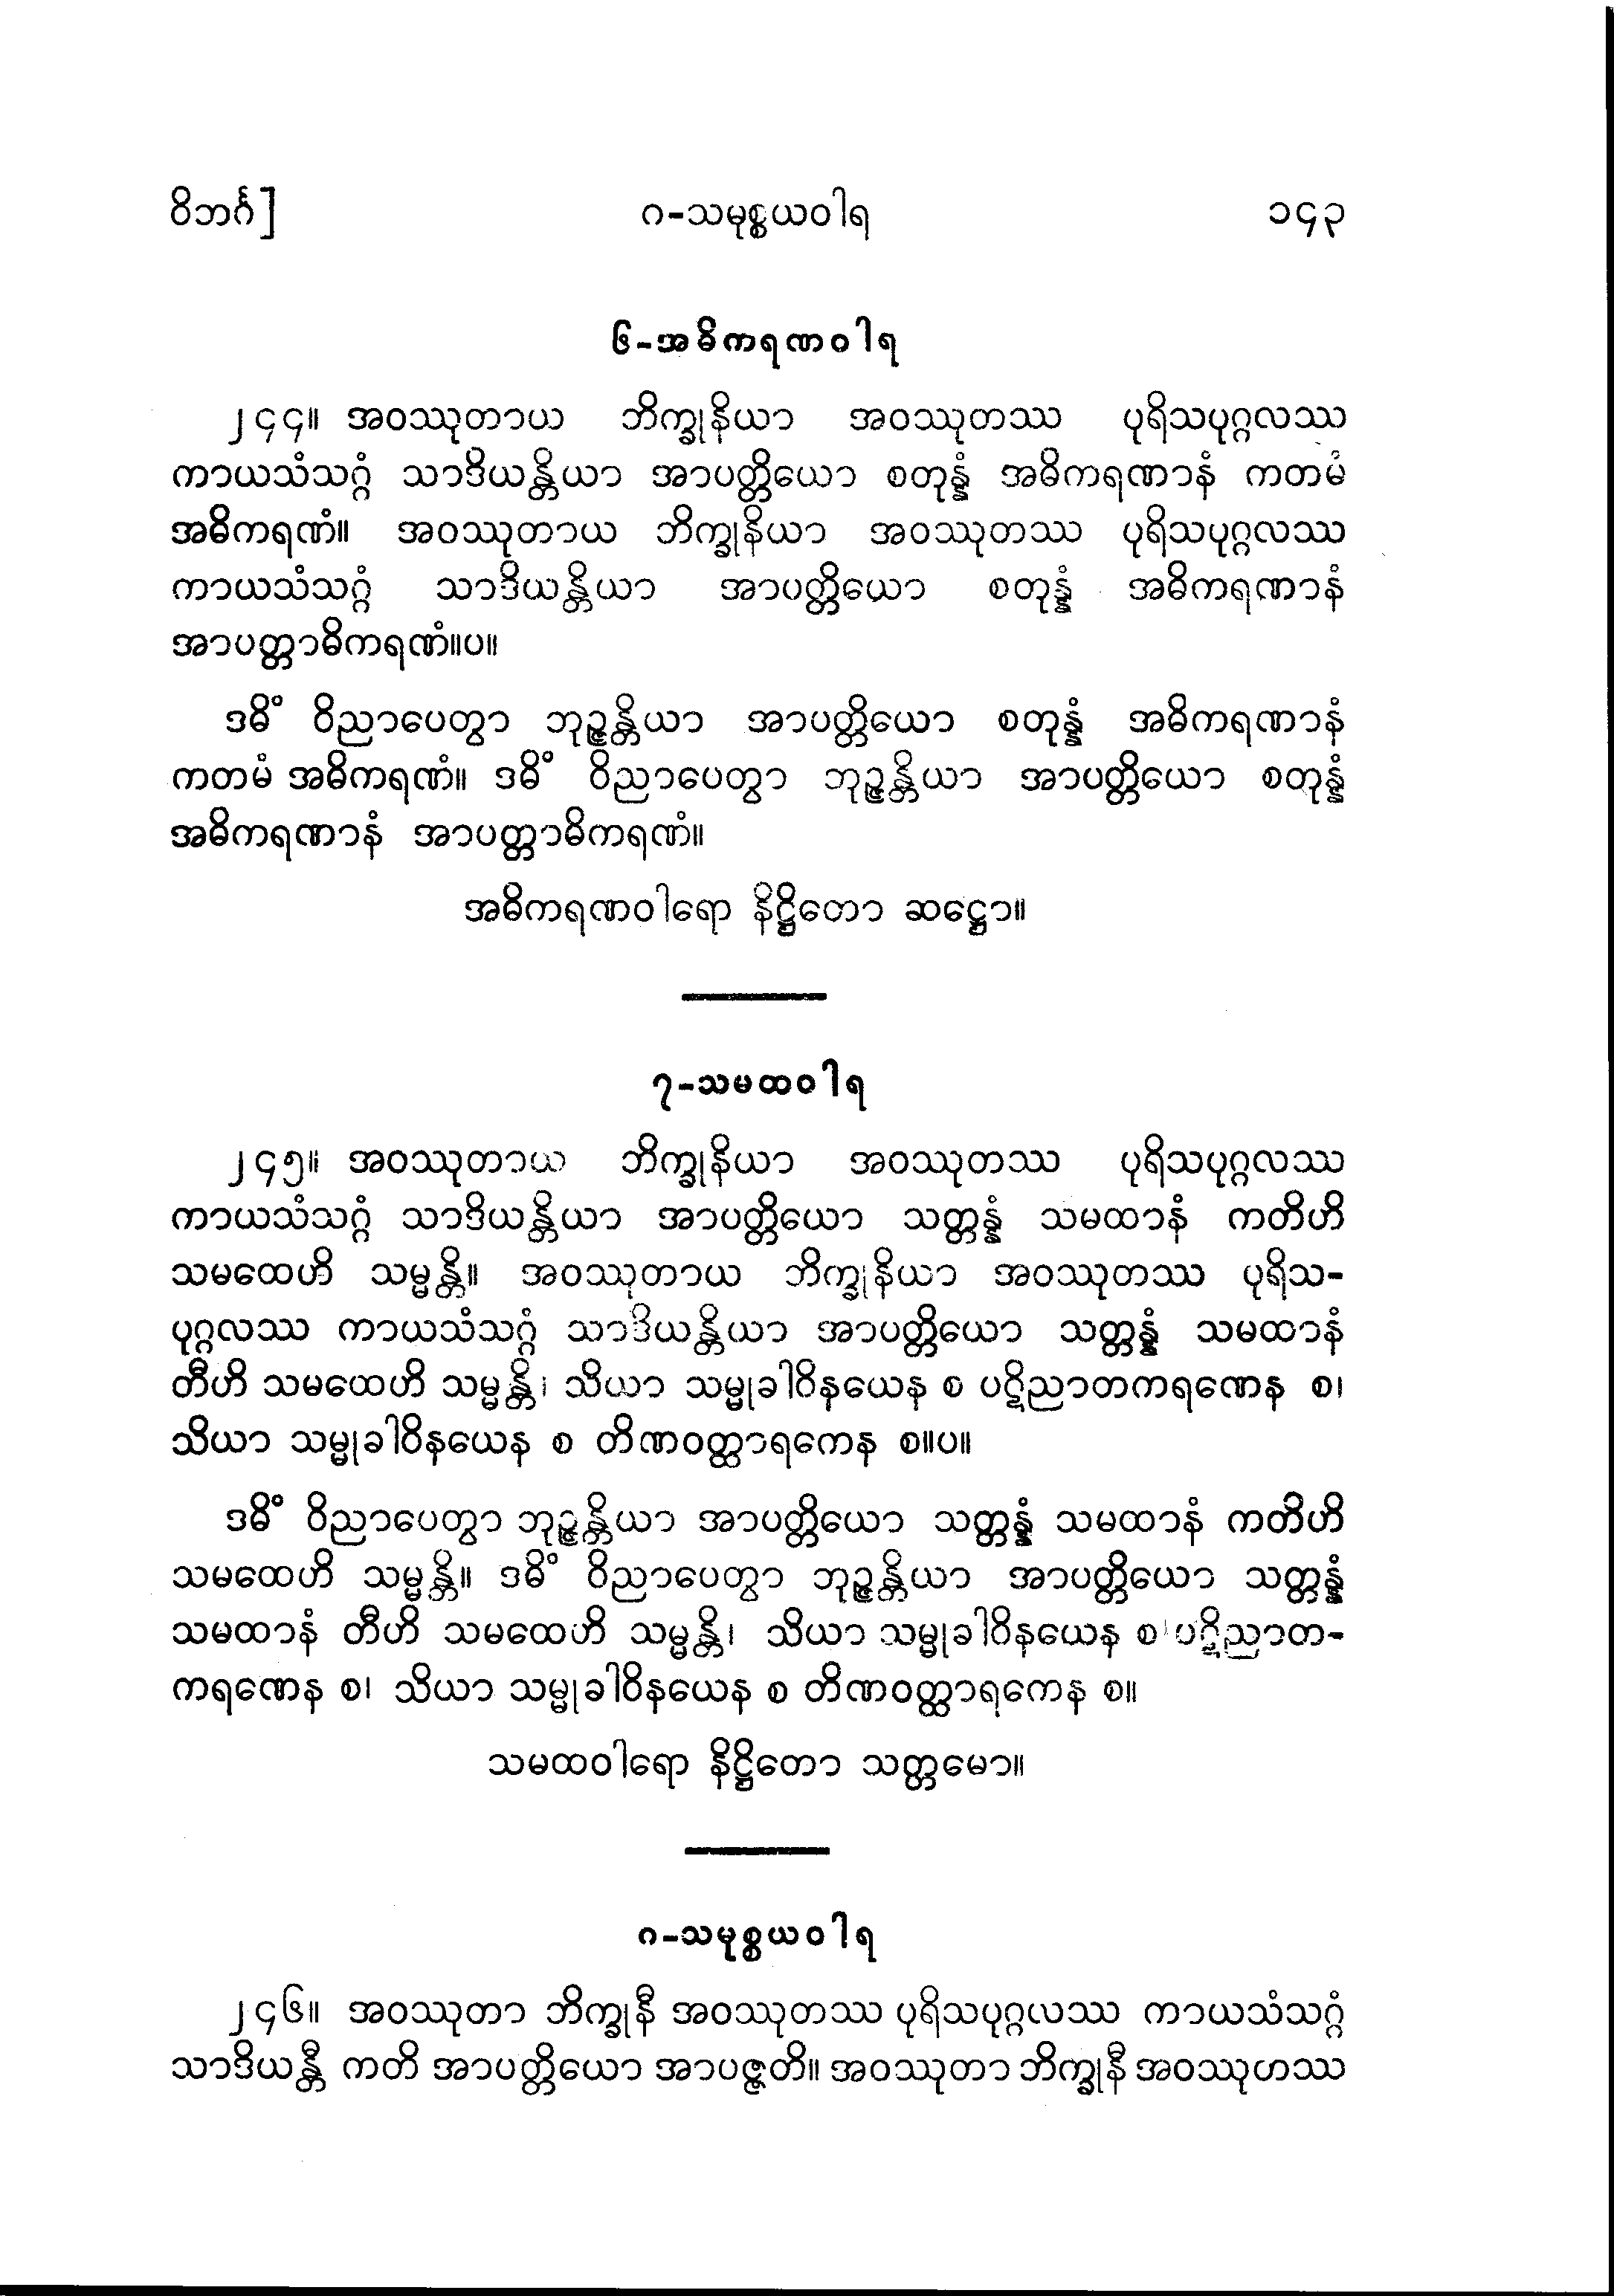 ဝိဘင်္ဂ]
ဂ-သမုစ္စယဝါရ
၁၄၃
၆-အဓိကရဏဝါရ
၂၄၄။ အဝဿုတာယ ဘိက္ခုနိယာ အဝဿုတဿ ပုရိသပုဂ္ဂလဿ
ကာယသံသဂ္ဂံ သာဒိယန္တိယာ အာပတ္တိယော စတုန္နံ အဓိကရဏာနံ ကတမံ
အဓိကရဏံ။ အဝဿုတာယ ဘိက္ခုနိယာ အဝဿုတဿ ပုရိသပုဂ္ဂလဿ
ကာယသံသဂ္ဂံ သာဒိယန္တိယာ အာပတ္တိယော စတုန္နံ အဓိကရဏာနံ
အာပတ္တာဓိကရဏံ။ပ။
ဒဓိံ ဝိညာပေတွာ ဘုဉ္ဇန္တိယာ အာပတ္တိယော စတုန္နံ အဓိကရဏာနံ
ကတမံ အဓိကရဏံ။ ဒဓိံ ဝိညာပေတွာ ဘုဉ္ဇန္တိယာ အာပတ္တိယော စတုန္နံ
အဓိကရဏာနံ အာပတ္တာဓိကရဏံ။
အဓိကရဏဝါရော နိဋ္ဌိတော ဆဋ္ဌော။
၇-သမထဝါရ
၂၄၅။ အဝဿုတာယ ဘိက္ခုနိယာ အဝဿုတဿ ပုရိသပုဂ္ဂလဿ
ကာယသံသဂ္ဂံ သာဒိယန္တိယာ အာပတ္တိယော သတ္တန္နံ သမထာနံ ကတိဟိ
သမထေဟိ သမ္မန္တိ။ အဝဿုတာယ ဘိက္ခုနိယာ အဝဿုတဿ ပုရိသ-
ပုဂ္ဂလဿ ကာယသံသဂ္ဂံ သာဒိယန္တိယာ အာပတ္တိယော သတ္တန္နံ သမထာနံ
တီဟိ သမထေဟိ သမ္မန္တိ၊ သိယာ သမ္မုခါဝိနယေန စ ပဋိညာတကရဏေန စ၊
သိယာ သမ္မုခါဝိနယေန စ တိဏဝတ္ထာရကေန စ။ပ။
ဒဓိံ ဝိညာပေတွာ ဘုဉ္ဇန္တိယာ အာပတ္တိယော သတ္တန္နံ သမထာနံ ကတိဟိ
သမထေဟိ သမ္မန္တိ။ ဒဓိံ ဝိညာပေတွာ ဘုဉ္ဇန္တိယာ အာပတ္တိယော သတ္တန္နံ
သမထာနံ တီဟိ သမထေဟိ သမ္မန္တိ၊ သိယာ သမ္မုခါဝိနယေန စ ပဋိညာတ-
ကရဏေန စ၊ သိယာ သမ္မုခါဝိနယေန စ တိဏဝတ္ထာရကေန စ။
သမထဝါရော နိဋ္ဌိတော သတ္တမော။
ဂ-သမုစ္စယဝါရ
၂၄၆။ အဝဿုတာ ဘိက္ခုနီ အဝဿုတဿ ပုရိသပုဂ္ဂလဿ ကာယသံသဂ္ဂံ
သာဒိယန္တီ ကတိ အာပတ္တိယော အာပဇ္ဇတိ။ အဝဿုတာ ဘိက္ခုနီ အဝဿုဟဿ